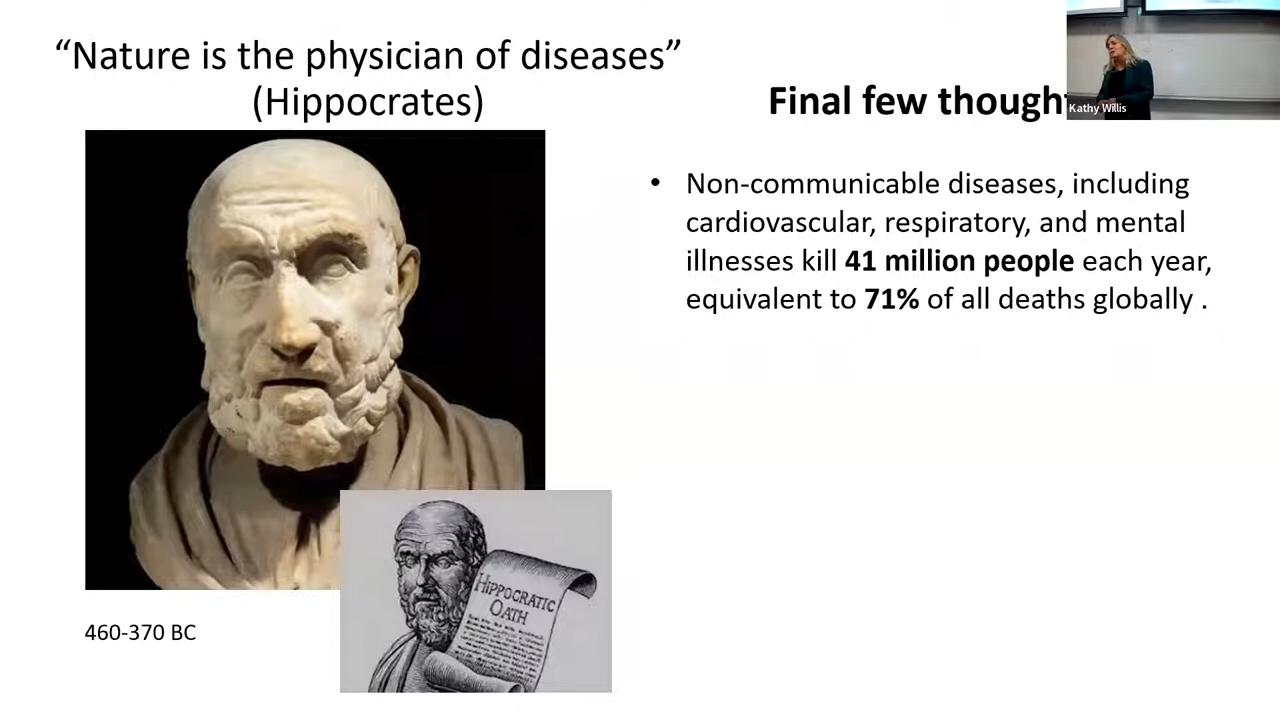 “Nature is the physician of diseases”
(Hippocrates)
Final few though
Kathy Willis
• Non-communicable diseases, including
cardiovascular, respiratory, and mental
illnesses kill 41 million people each year,
equivalent to 71% of all deaths globally .
HIPPOCRATIC
OATH
460-370 BC